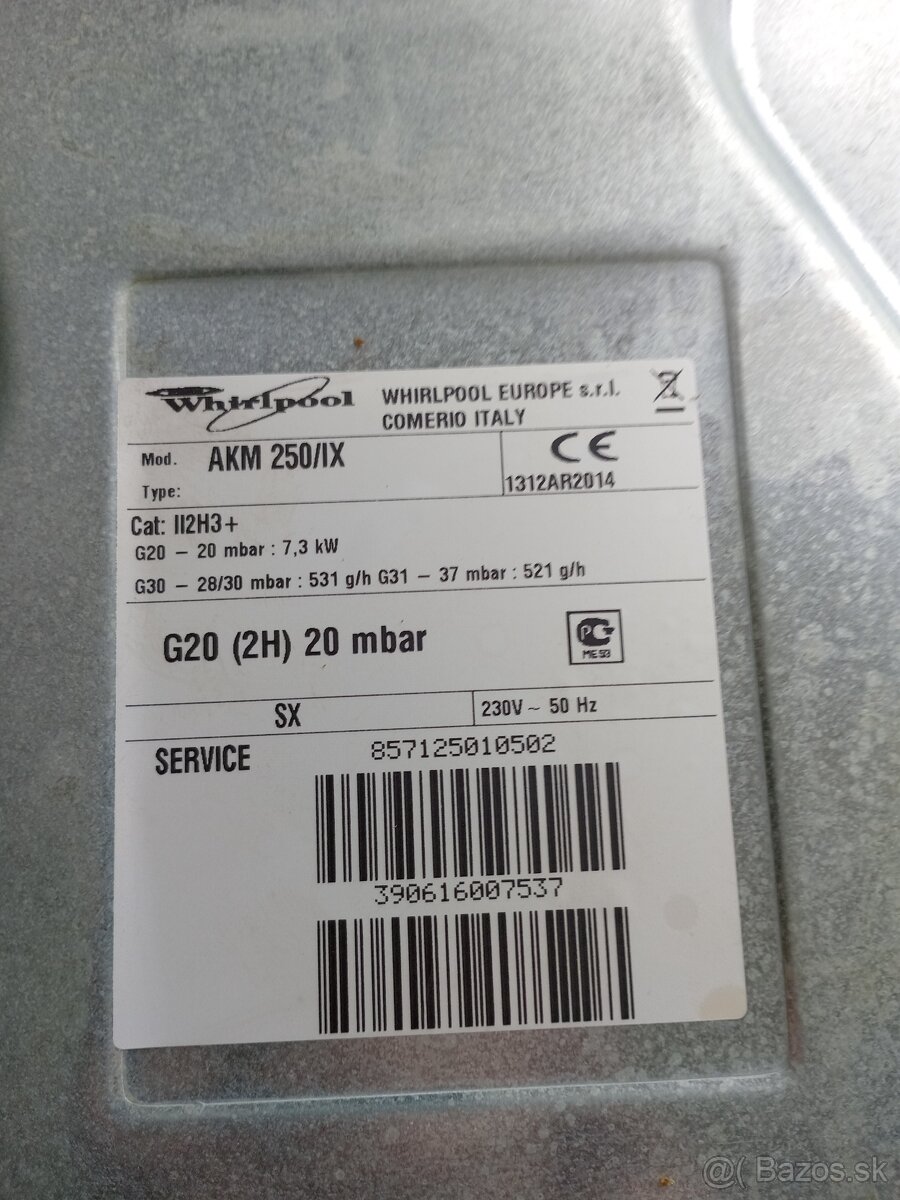 Whirlpool
WHIRLPOOL EUROPE s.r.l.
COMERIO ITALY
Mod. AKM 250/IX
Type:
CE
1312AR2014
Cat: II2H3+
G20 – 20 mbar : 7,3 kW
G30 – 28/30 mbar : 531 g/h G31 – 37 mbar : 521 g/h
G20 (2H) 20 mbar
PG
ME93
SX
230V ~ 50 Hz
SERVICE
857125010502
390616007537
@( Bazos.sk